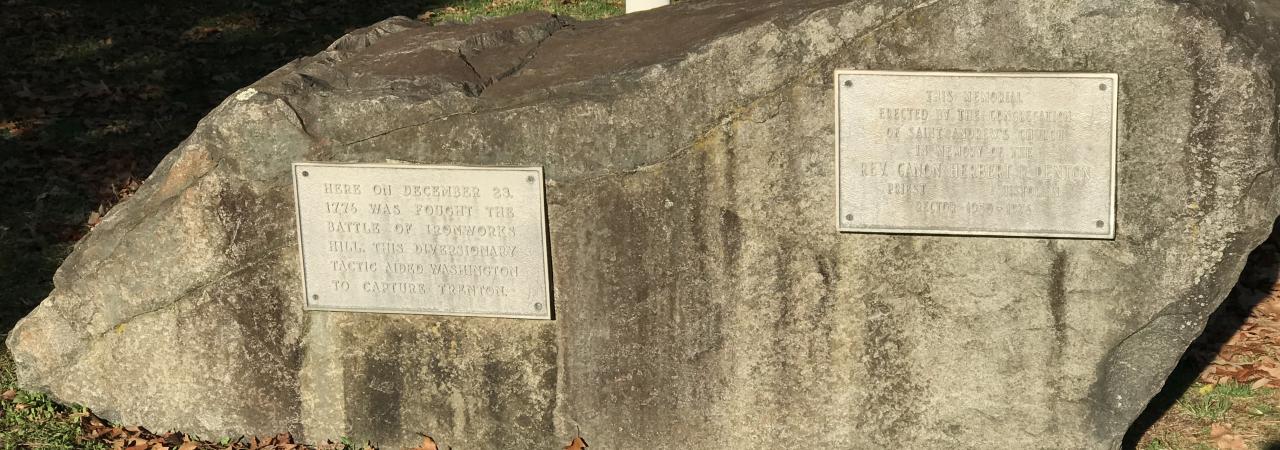 HERE ON DECEMBER 23,
1776 WAS FOUGHT THE
BATTLE OF IRONWORKS
HILL. THIS DIVERSIONARY
TACTIC AIDED WASHINGTON
TO CAPTURE TRENTON.
THIS MEMORIAL
ERECTED BY THE CONGREGATION
OF SAINT ANDREW'S CHURCH
IN MEMORY OF THE
REV. CANON HERBERT R. DENTON
PRIEST HISTORIAN
RECTOR